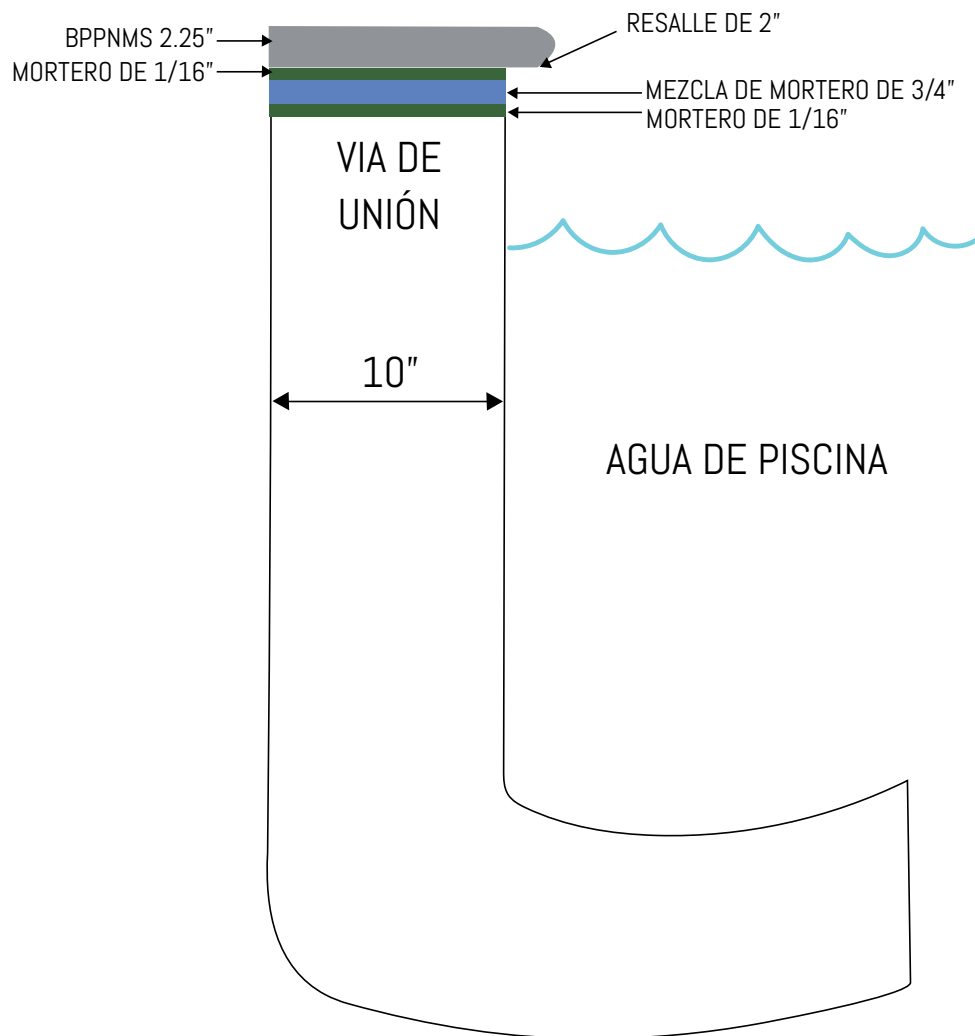 BPPNMS 2.25"
RESALLE DE 2"
MORTERO DE 1/16"
MEZCLA DE MORTERO DE 3/4"
MORTERO DE 1/16"
VIA DE
UNIÓN
10"
AGUA DE PISCINA